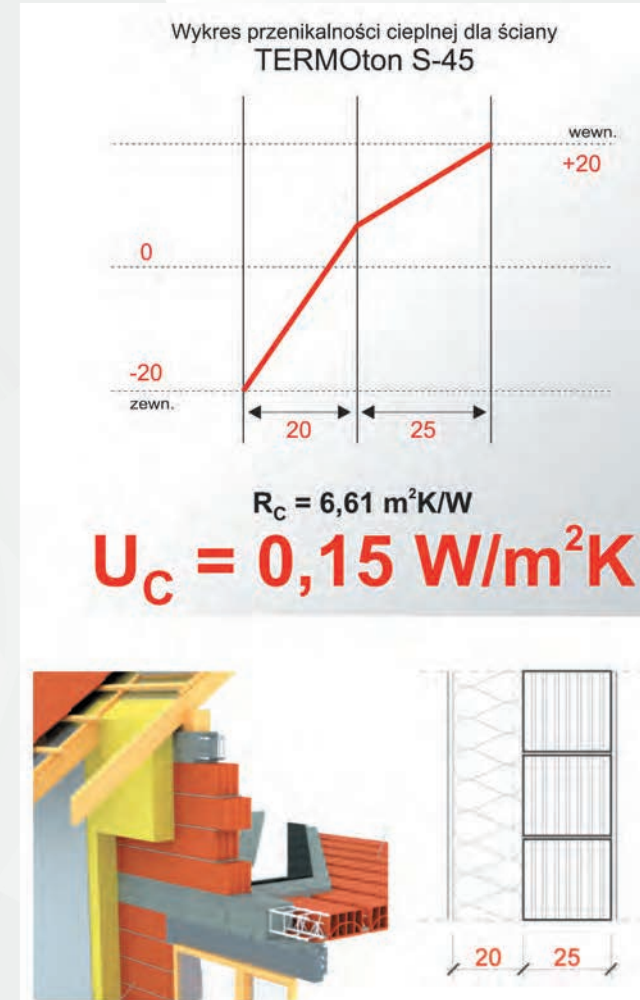 Wykres przenikalności cieplnej dla ściany
TERMOton S-45
wewn.
+20
0
-20
zewn.
20
25
R_C = 6,61 m²K/W
U_C = 0,15 W/m²K
20
25